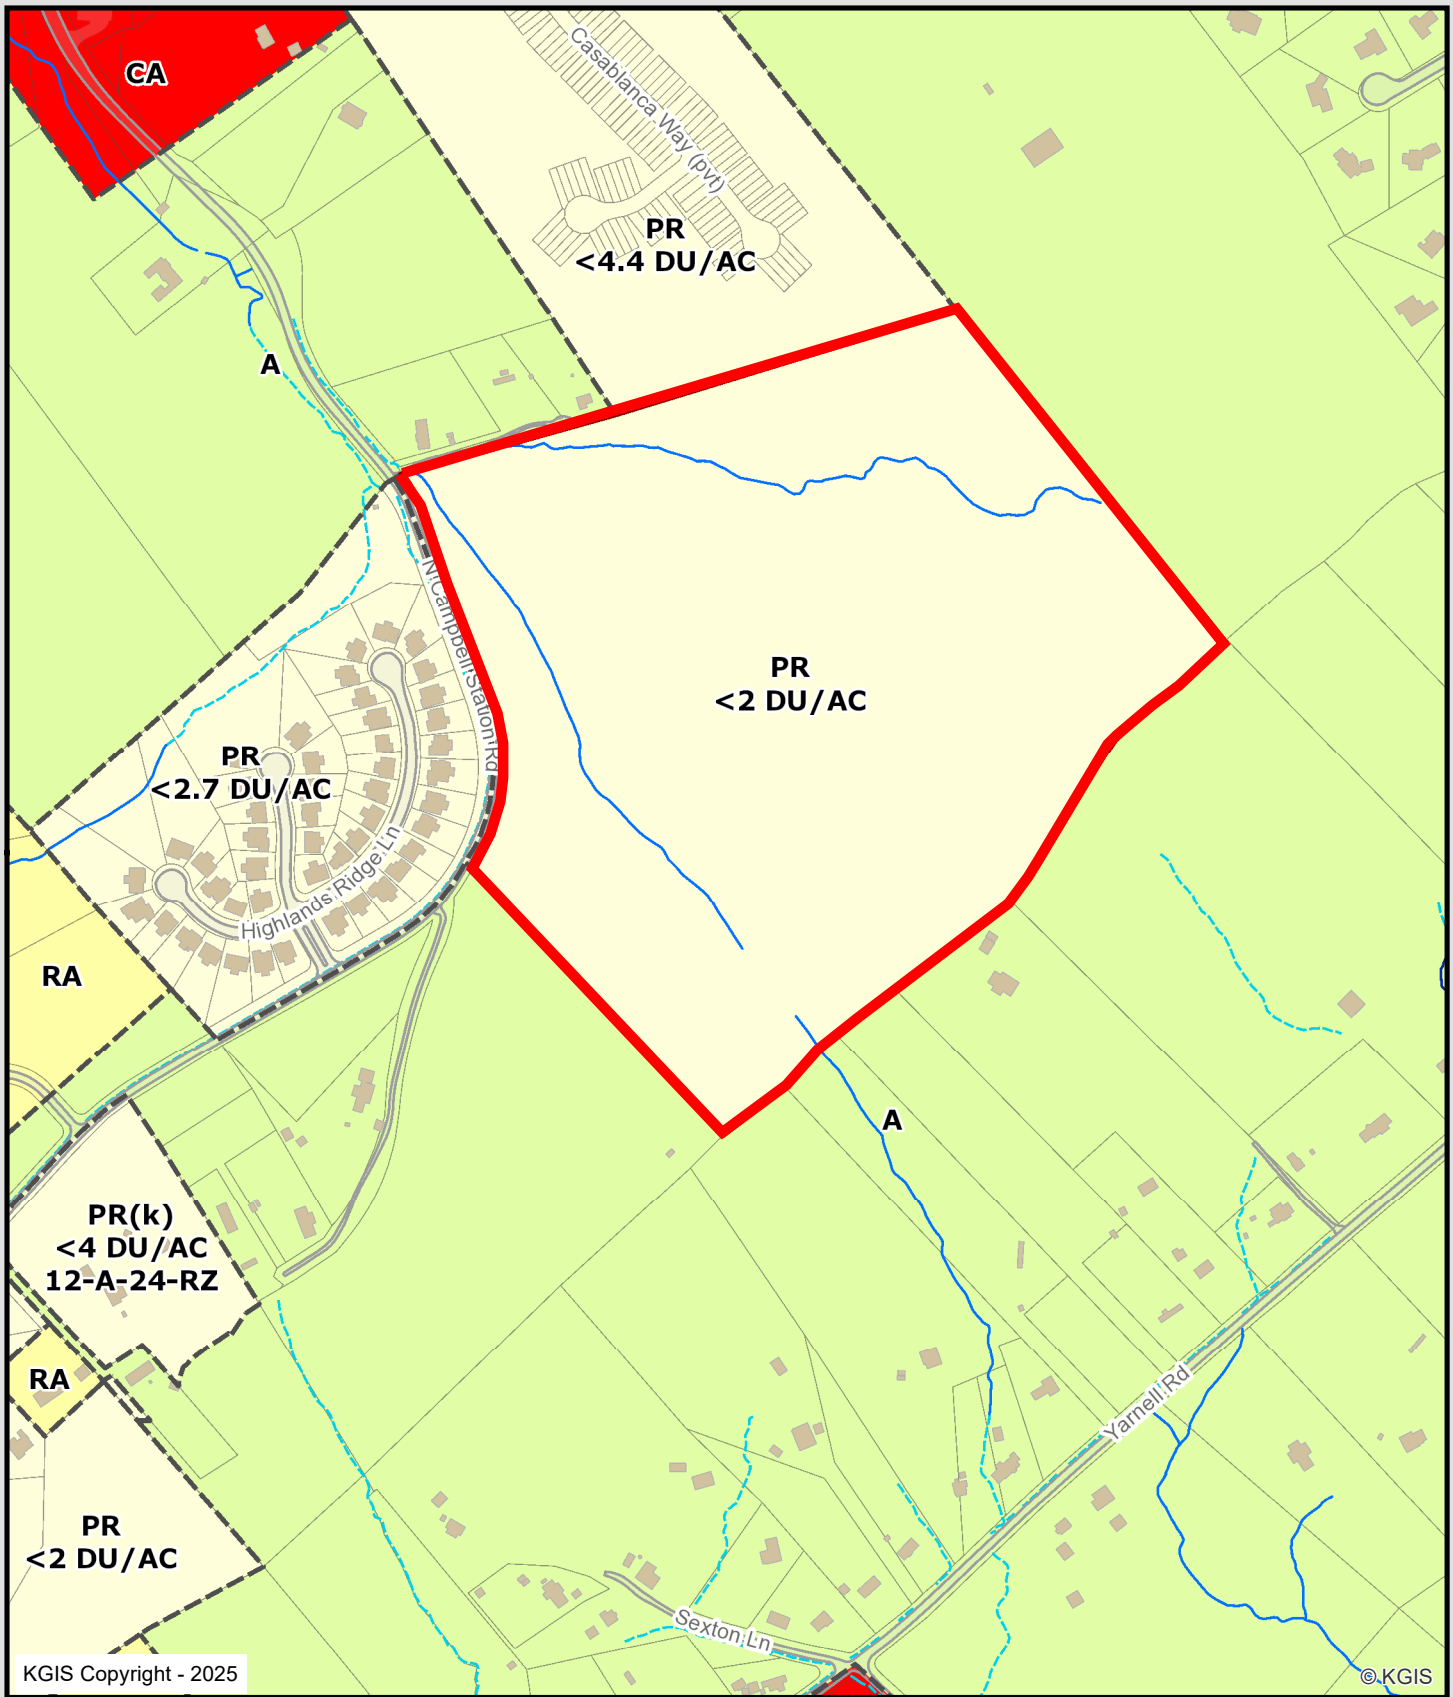 CA
Casablanca Way (pvt)
PR
<4.4 DU/AC
A
N Campbell Station Rd
PR
<2 DU/AC
PR
<2.7 DU/AC
Highlands Ridge Ln
RA
A
PR(k)
<4 DU/AC
12-A-24-RZ
RA
Yarnell Rd
PR
<2 DU/AC
Sexton Ln
KGIS Copyright - 2025
© KGIS